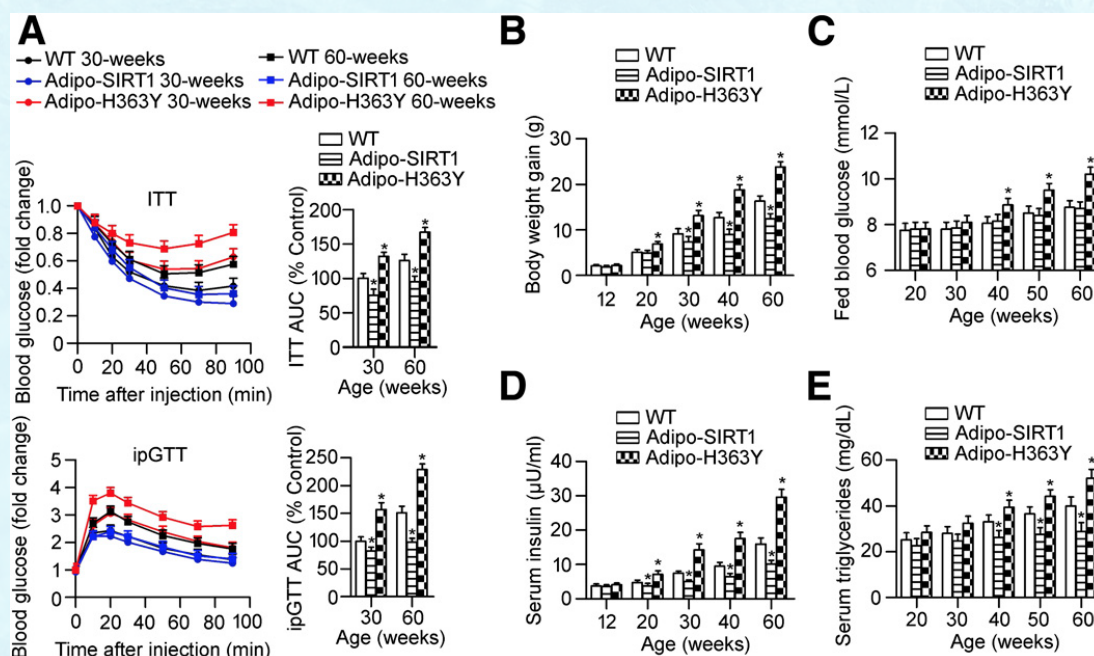 A
WT 30-weeks
WT 60-weeks
Adipo-SIRT1 30-weeks
Adipo-SIRT1 60-weeks
Adipo-H363Y 30-weeks
Adipo-H363Y 60-weeks
ITT
Blood glucose (fold change)
1.0
0.8
0.6
0.4
0.2
0
0 20 40 60 80 100
Time after injection (min)
WT
Adipo-SIRT1
Adipo-H363Y
ITT AUC (% Control)
200
150
100
50
0
* * * *
30 60
Age (weeks)
ipGTT
Blood glucose (fold change)
5
4
3
2
1
0
0 20 40 60 80 100
Time after injection (min)
ipGTT AUC (% Control)
250
200
150
100
50
0
* * * *
30 60
Age (weeks)
B
WT
Adipo-SIRT1
Adipo-H363Y
Body weight gain (g)
30
20
10
0
* * * * * * *
12 20 30 40 60
Age (weeks)
C
WT
Adipo-SIRT1
Adipo-H363Y
Fed blood glucose (mmol/L)
12
10
8
6
* * *
20 30 40 50 60
Age (weeks)
D
WT
Adipo-SIRT1
Adipo-H363Y
Serum insulin (µU/ml)
40
30
20
10
0
* * * * * * * *
12 20 30 40 60
Age (weeks)
E
WT
Adipo-SIRT1
Adipo-H363Y
Serum triglycerides (mg/dL)
60
40
20
0
* * * * * *
20 30 40 50 60
Age (weeks)